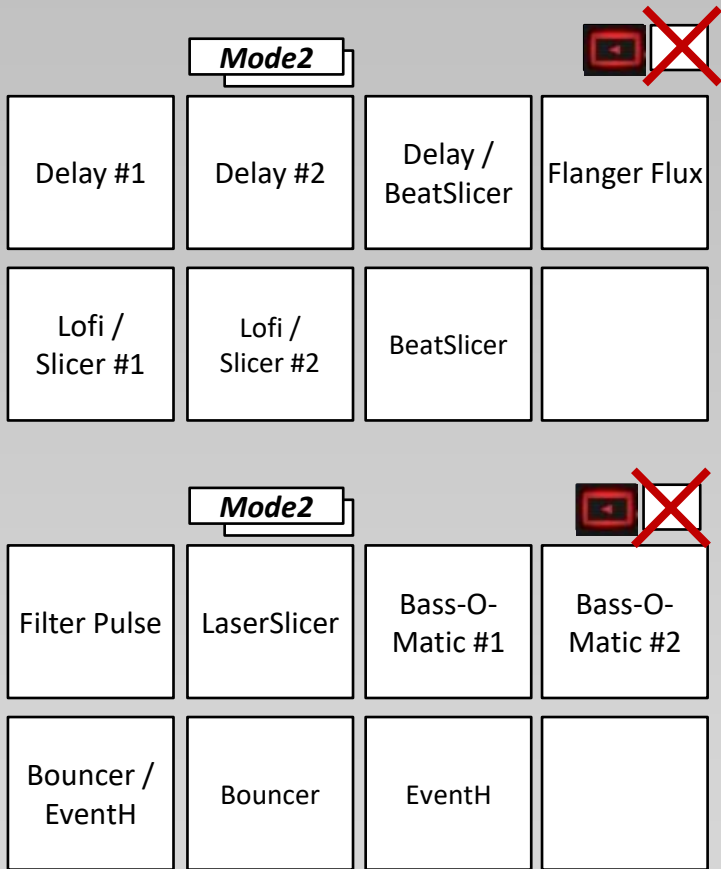 Mode2
Delay #1
Delay #2
Delay /
BeatSlicer
Flanger Flux
Lofi /
Slicer #1
Lofi /
Slicer #2
BeatSlicer
Mode2
Filter Pulse
LaserSlicer
Bass-O-
Matic #1
Bass-O-
Matic #2
Bouncer /
EventH
Bouncer
EventH